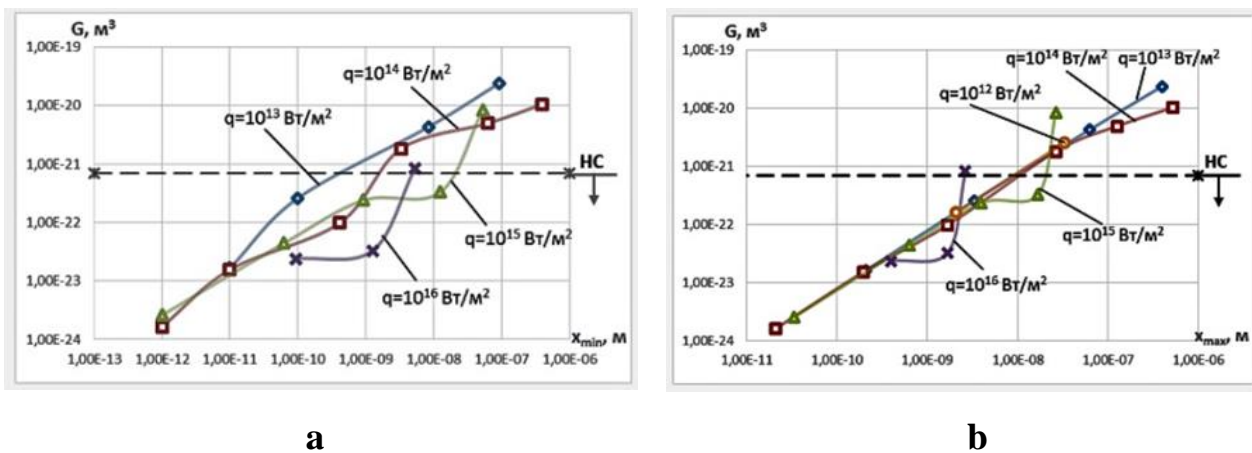 G, м³
1,00E-19
1,00E-20
1,00E-21
1,00E-22
1,00E-23
1,00E-24
q=10¹⁴ Вт/м²
q=10¹³ Вт/м²
НС
q=10¹⁵ Вт/м²
q=10¹⁶ Вт/м²
xmin, м
1,00E-13 1,00E-12 1,00E-11 1,00E-10 1,00E-09 1,00E-08 1,00E-07 1,00E-06
a
G, м³
1,00E-19
1,00E-20
1,00E-21
1,00E-22
1,00E-23
1,00E-24
q=10¹⁴ Вт/м²
q=10¹³ Вт/м²
q=10¹² Вт/м²
НС
q=10¹⁵ Вт/м²
q=10¹⁶ Вт/м²
xmax, м
1,00E-11 1,00E-10 1,00E-09 1,00E-08 1,00E-07 1,00E-06
b